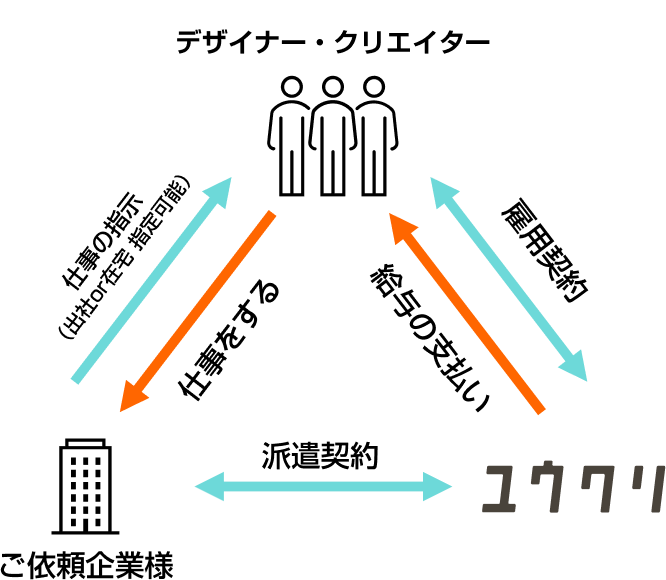 デザイナー・クリエイター
仕事の指示
（出社or在宅 指定可能）
仕事をする
雇用契約
給与の支払い
派遣契約
ユウクリ
ご依頼企業様